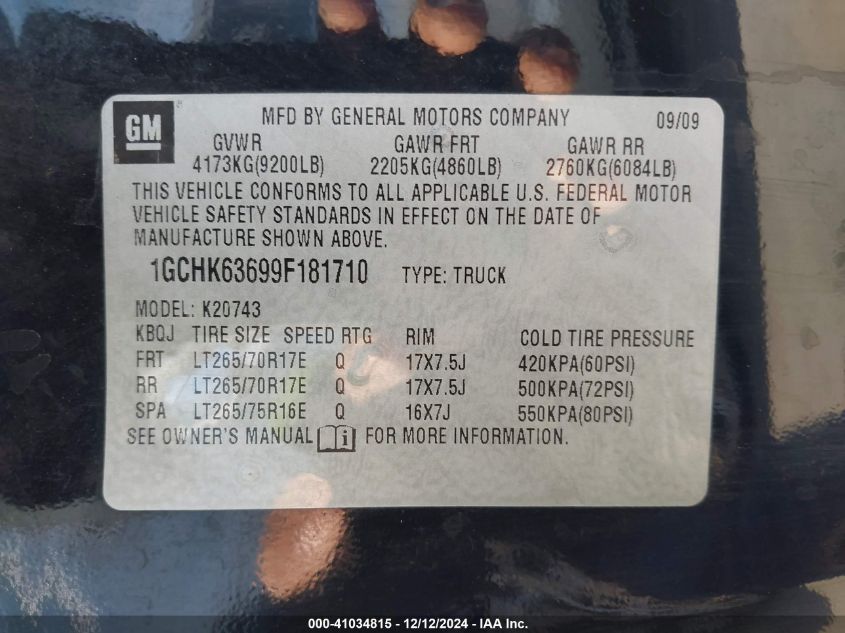 GM
MFD BY GENERAL MOTORS COMPANY 09/09
GVWR GAWR FRT GAWR RR
4173KG(9200LB) 2205KG(4860LB) 2760KG(6084LB)
THIS VEHICLE CONFORMS TO ALL APPLICABLE U.S. FEDERAL MOTOR
VEHICLE SAFETY STANDARDS IN EFFECT ON THE DATE OF
MANUFACTURE SHOWN ABOVE.
1GCHK63699F181710 TYPE: TRUCK
MODEL: K20743
KBQJ TIRE SIZE SPEED RTG RIM COLD TIRE PRESSURE
FRT LT265/70R17E Q 17X7.5J 420KPA(60PSI)
RR LT265/70R17E Q 17X7.5J 500KPA(72PSI)
SPA LT265/75R16E Q 16X7J 550KPA(80PSI)
SEE OWNER'S MANUAL i FOR MORE INFORMATION.
000-41034815 - 12/12/2024 - IAA Inc.